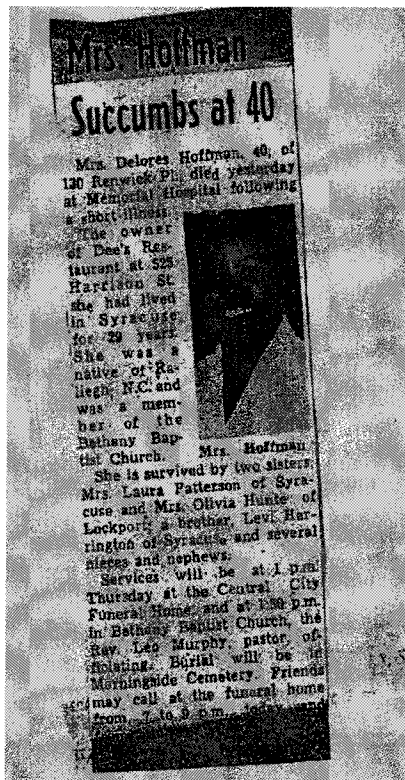 Mrs. Hoffman
Succumbs at 40
Mrs. Delores Hoffman, 40, of
130 Renwick Pl., died yesterday
at Memorial Hospital following
a short illness.
The owner
of Dee's Res-
taurant at 525
Harrison St.
she had lived
in Syracuse
for 29 years.
She was a
native of Ra-
liegh, N.C. and
was a mem-
ber of the
Bethany Bap-
tist Church.
Mrs. Hoffman
She is survived by two sisters,
Mrs. Laura Patterson of Syra-
cuse and Mrs. Olivia Hunte of
Lockport; a brother, Levi Har-
rington of Syracuse, and several
nieces and nephews.
Services will be at 1 p.m.
Thursday at the Central City
Funeral Home, and at 1:30 p.m.
in Bethany Baptist Church, the
Rev. Leo Murphy, pastor, of-
ficiating. Burial will be in
Morningside Cemetery. Friends
may call at the funeral home
from 7 to 9 p.m. today and